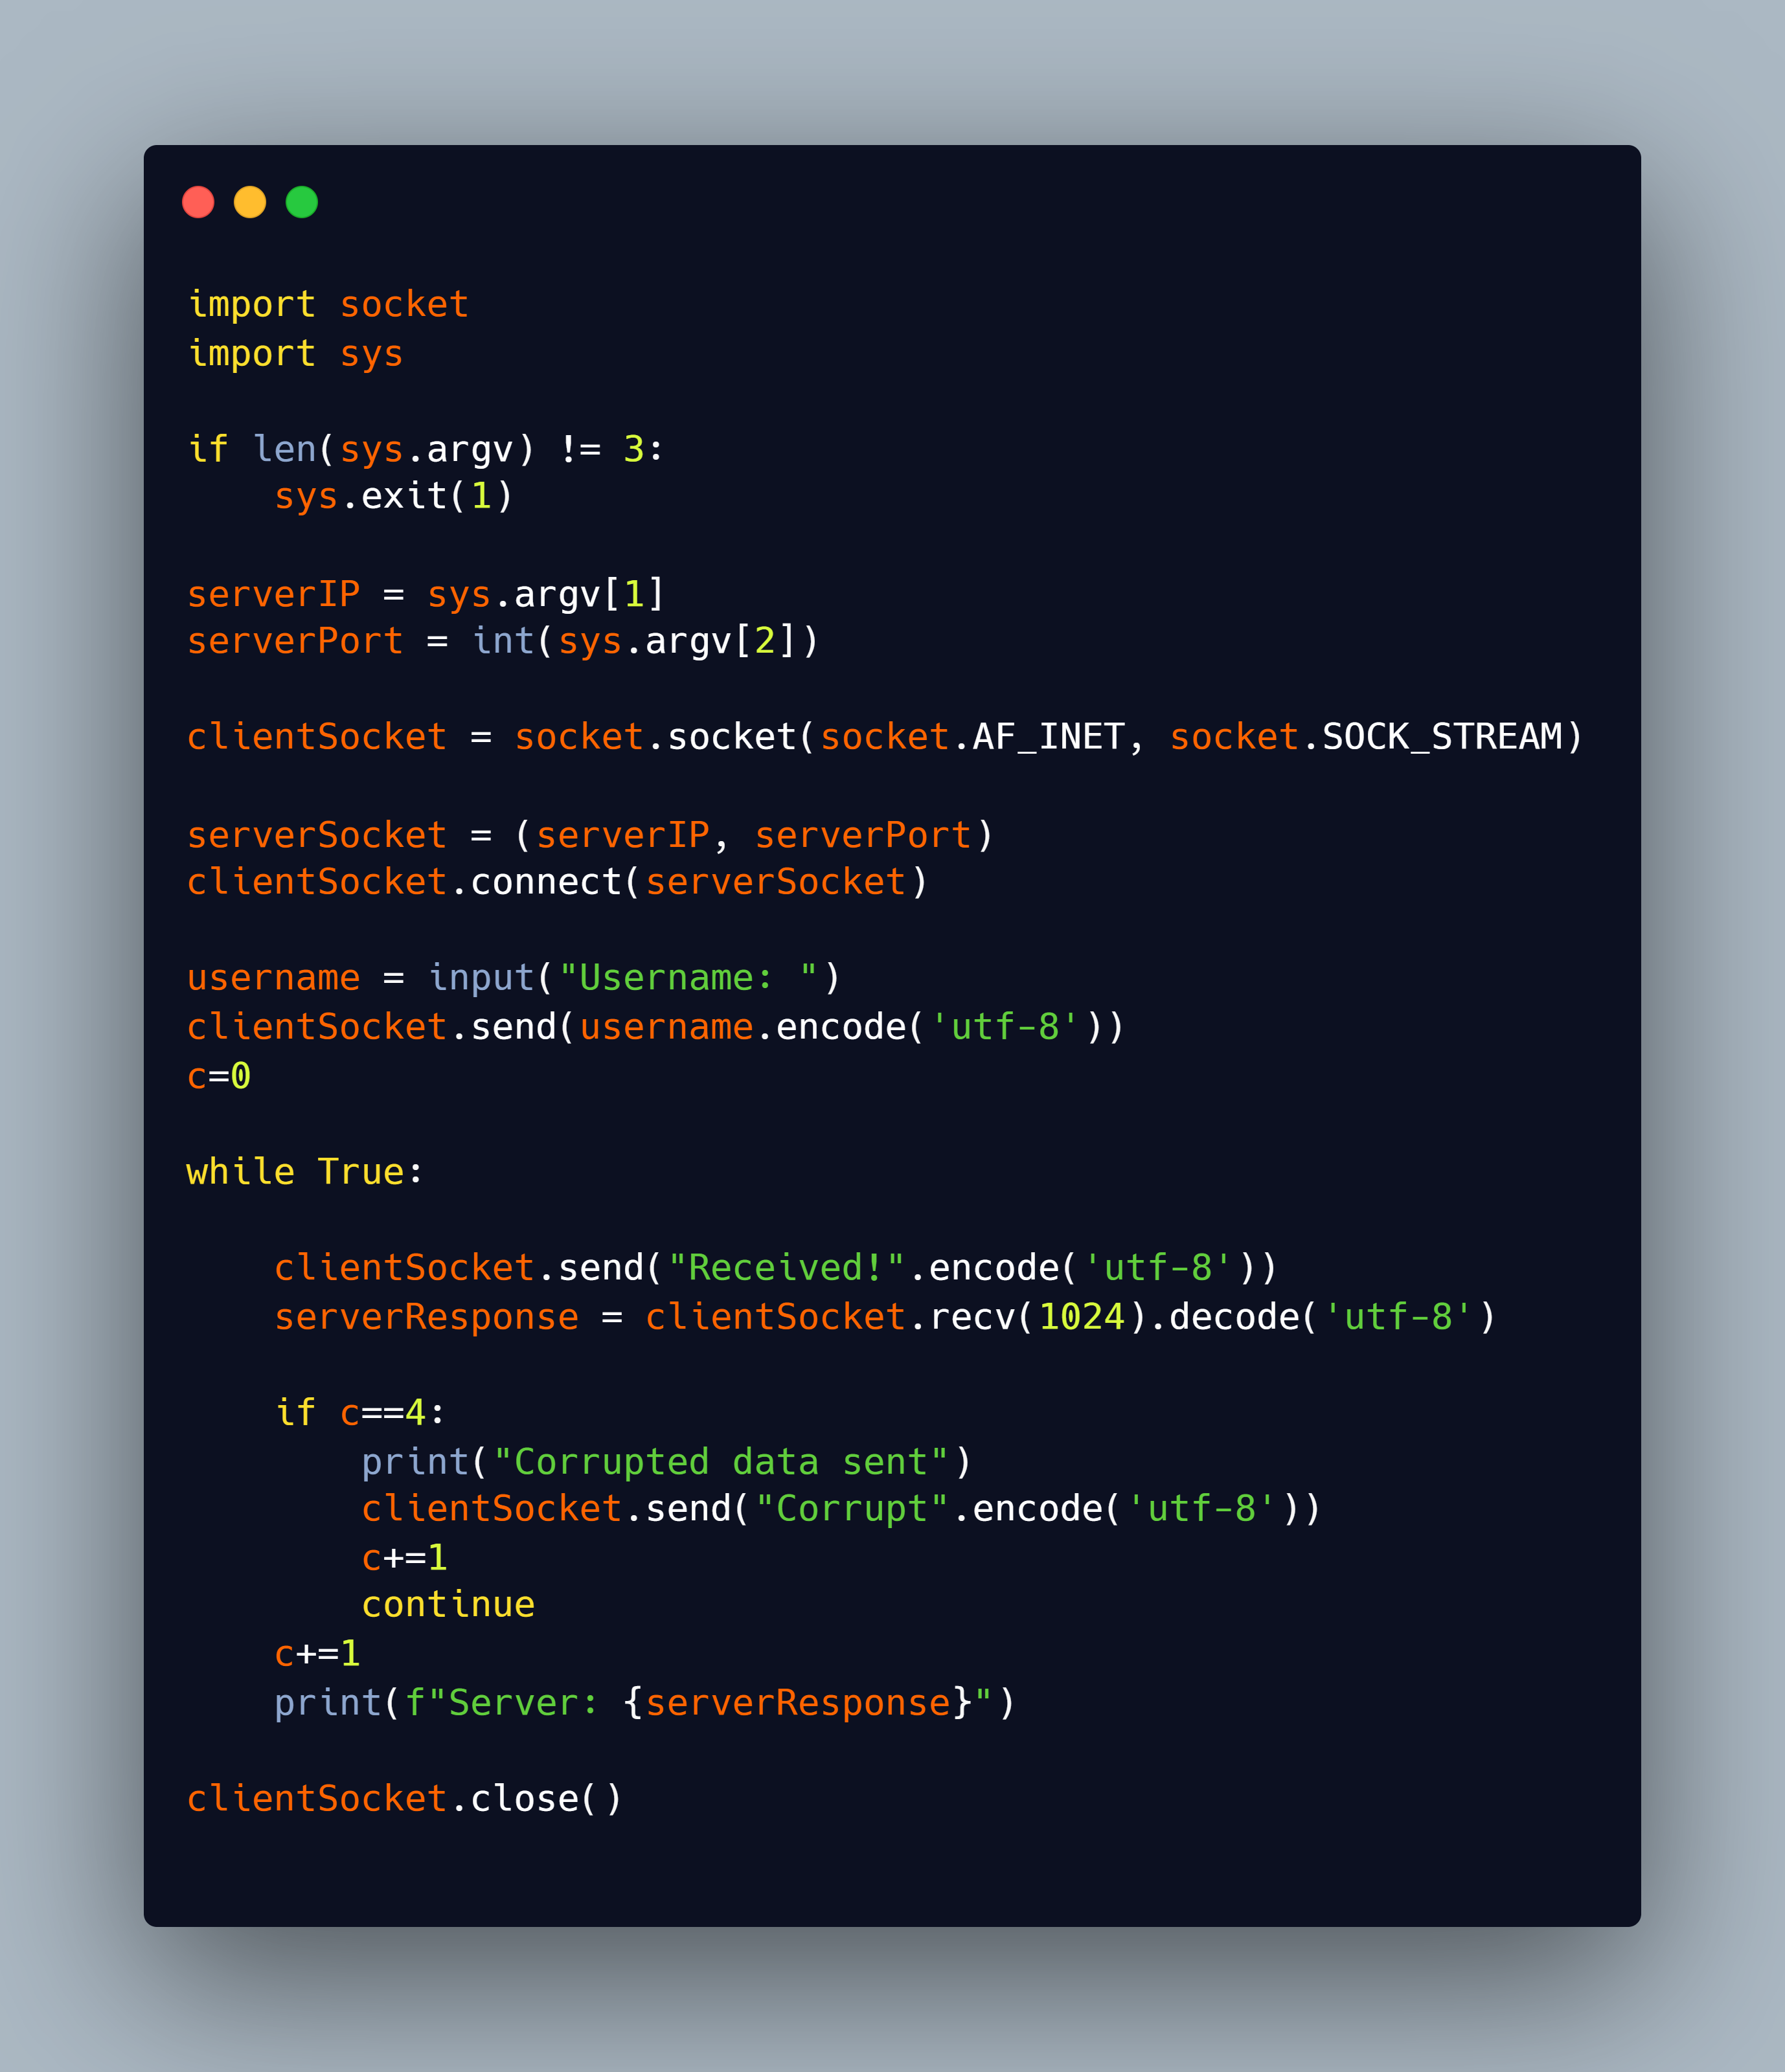 import socket
import sys

if len(sys.argv) != 3:
    sys.exit(1)

serverIP = sys.argv[1]
serverPort = int(sys.argv[2])

clientSocket = socket.socket(socket.AF_INET, socket.SOCK_STREAM)

serverSocket = (serverIP, serverPort)
clientSocket.connect(serverSocket)

username = input("Username: ")
clientSocket.send(username.encode('utf-8'))
c=0

while True:

    clientSocket.send("Received!".encode('utf-8'))
    serverResponse = clientSocket.recv(1024).decode('utf-8')

    if c==4:
        print("Corrupted data sent")
        clientSocket.send("Corrupt".encode('utf-8'))
        c+=1
        continue
    c+=1
    print(f"Server: {serverResponse}")

clientSocket.close()